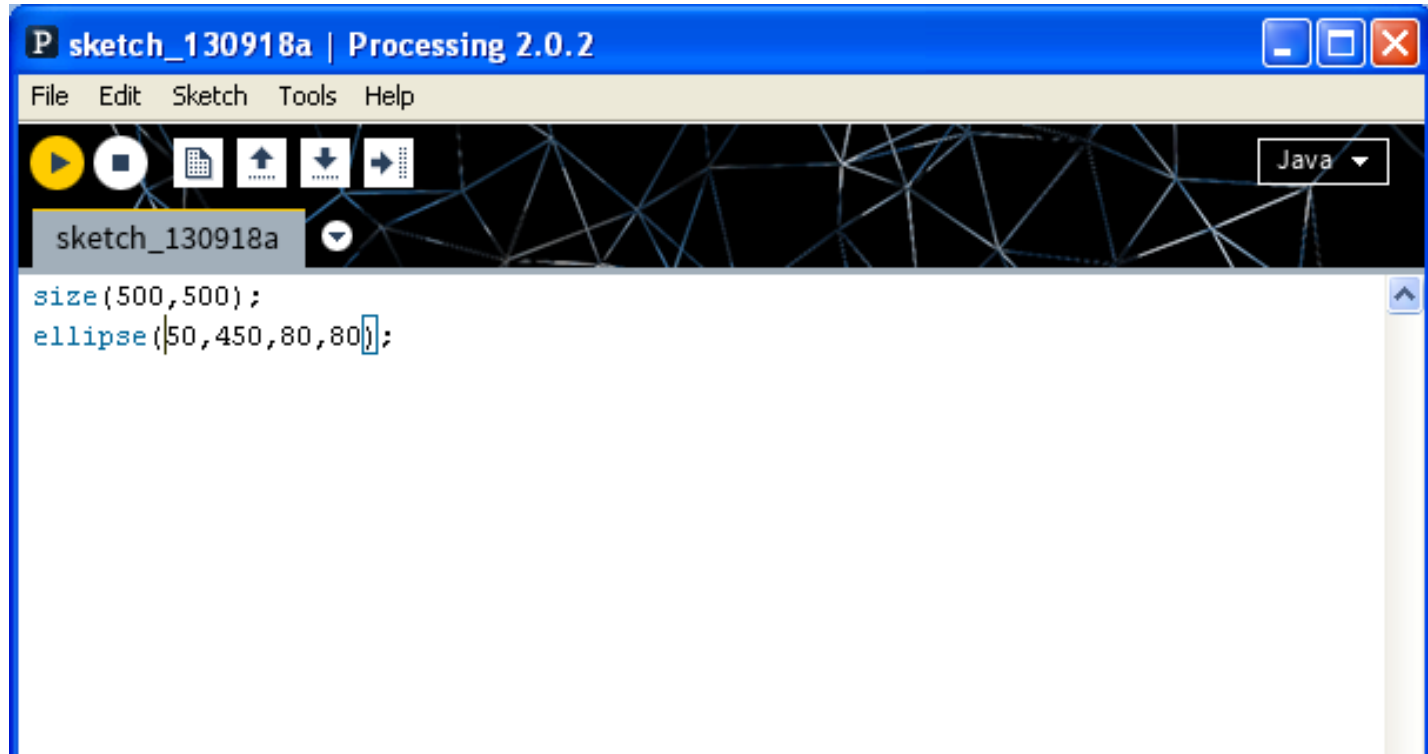 P sketch_130918a | Processing 2.0.2
File Edit Sketch Tools Help
Java
sketch_130918a
size(500,500);
ellipse(50,450,80,80);